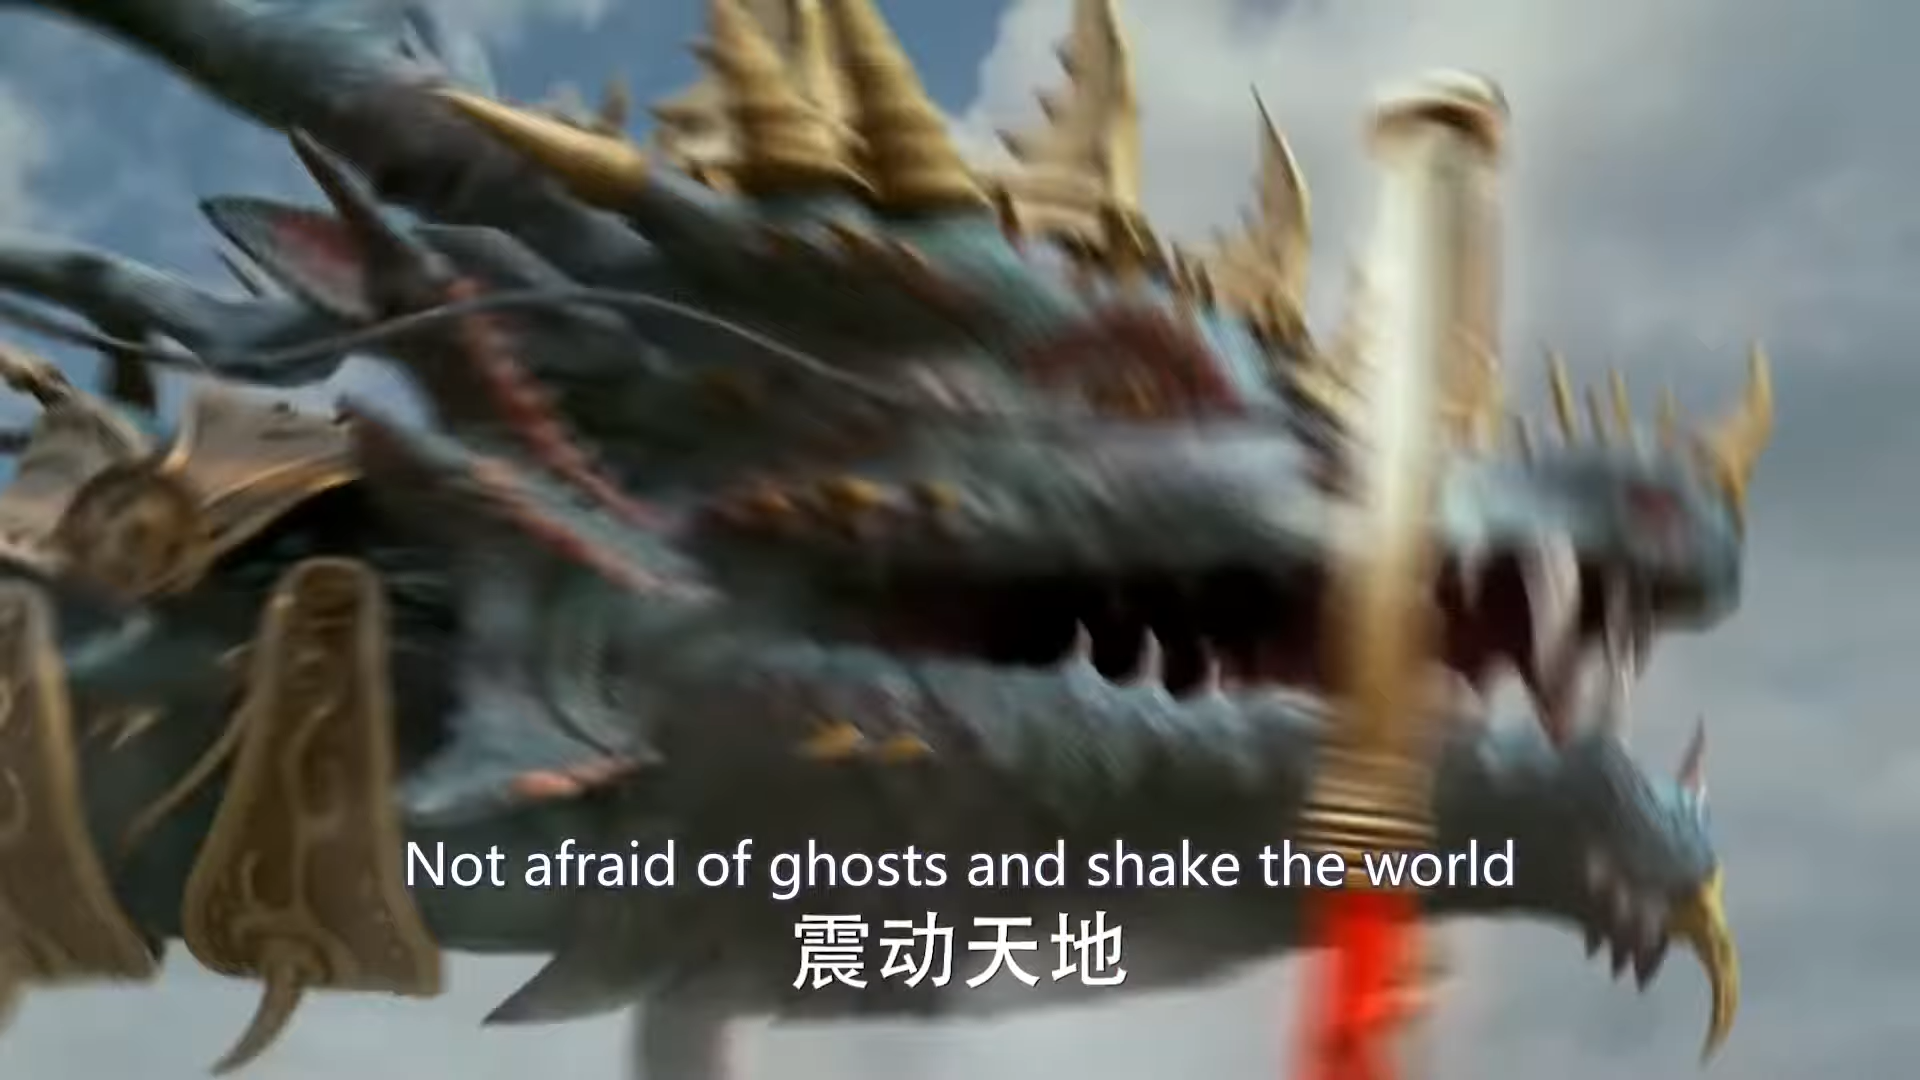 Not afraid of ghosts and shake the world
震动天地